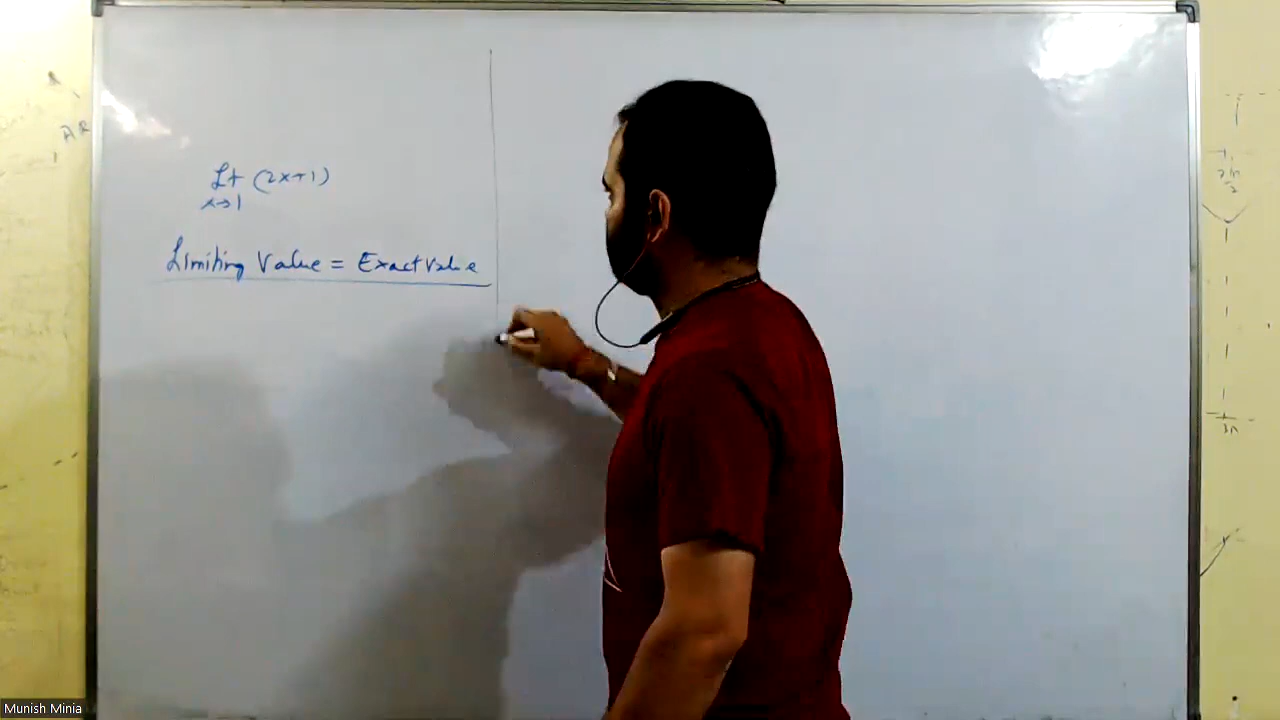 Lt (2x+1)
x→1
Limiting Value = Exact Value
Munish Minia